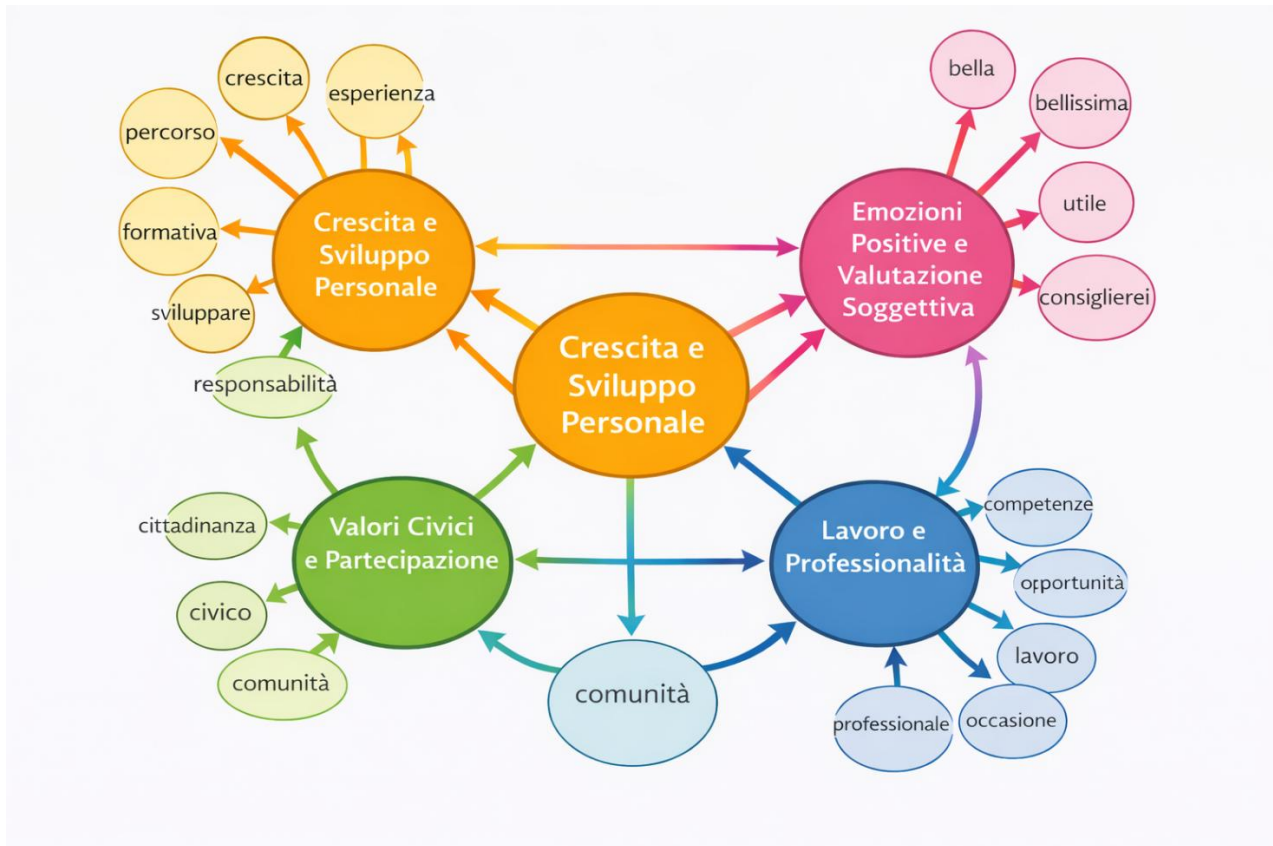 crescita
esperienza
percorso
formativa
sviluppare
Crescita e
Sviluppo
Personale
bella
bellissima
utile
consiglierei
Emozioni
Positive e
Valutazione
Soggettiva
Crescita e
Sviluppo
Personale
responsabilità
cittadinanza
civico
comunità
Valori Civici
e Partecipazione
comunità
Lavoro e
Professionalità
competenze
opportunità
lavoro
occasione
professionale